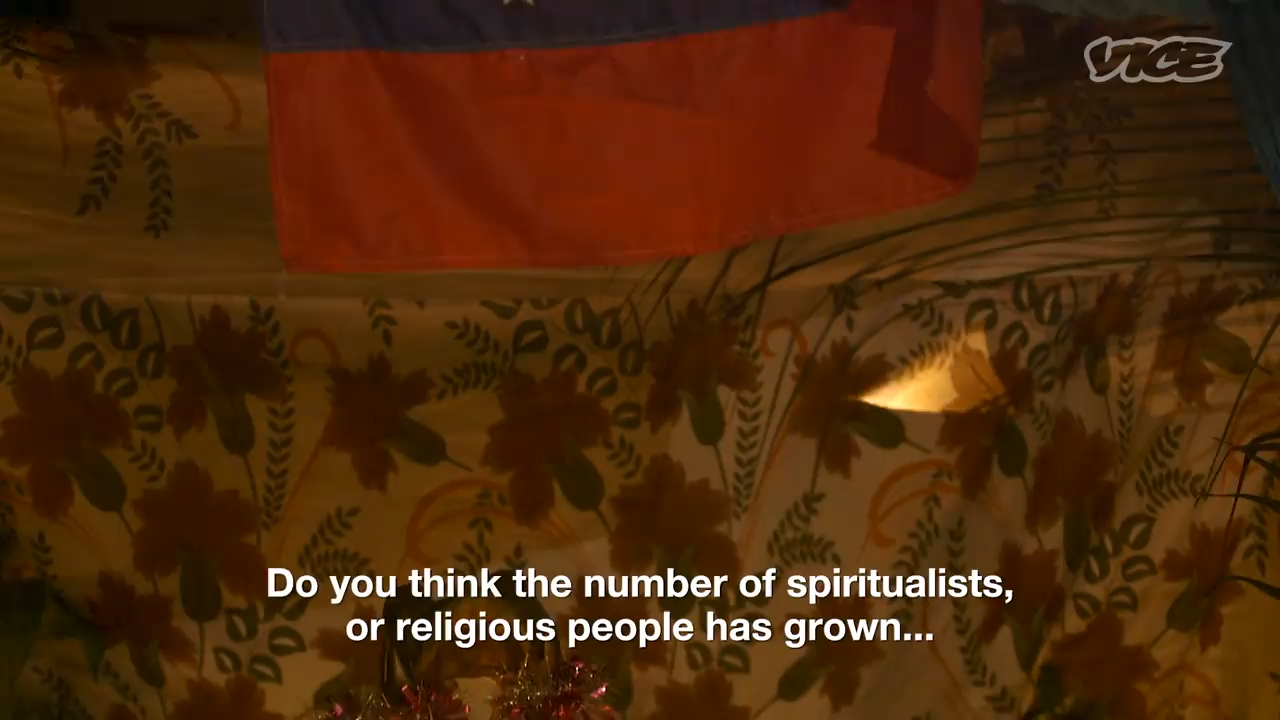 VICE
Do you think the number of spiritualists,
or religious people has grown...